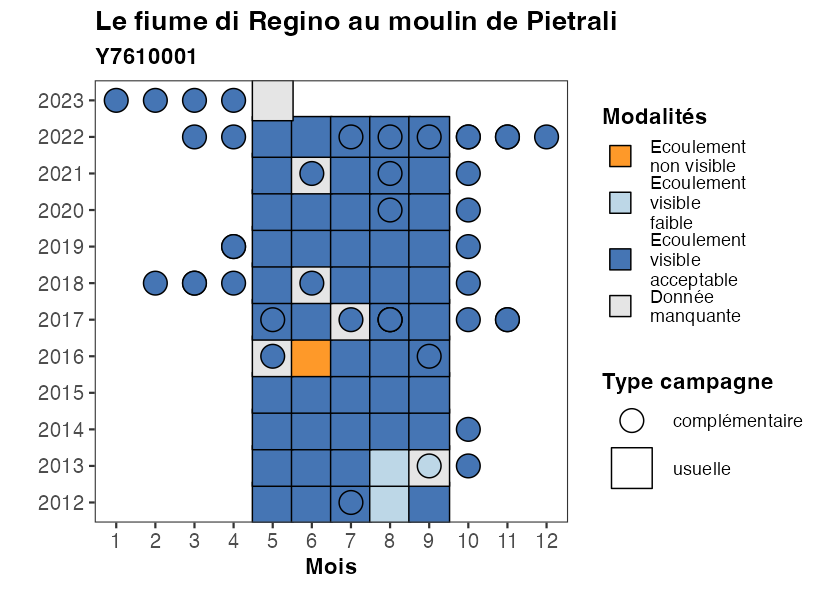 Le fiume di Regino au moulin de Pietrali
Y7610001
2023
2022
2021
2020
2019
2018
2017
2016
2015
2014
2013
2012
1 2 3 4 5 6 7 8 9 10 11 12
Mois
Modalités
Ecoulement
non visible
Ecoulement
visible
faible
Ecoulement
visible
acceptable
Donnée
manquante
Type campagne
complémentaire
usuelle